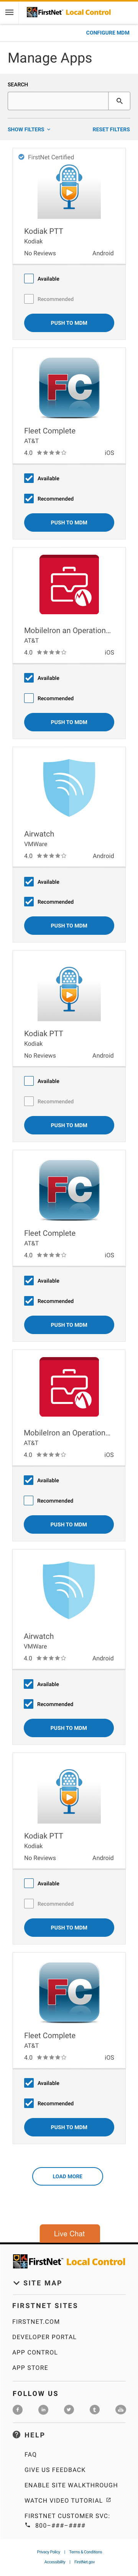 FirstNet Local Control
CONFIGURE MDM
Manage Apps
SEARCH
SHOW FILTERS
RESET FILTERS
FirstNet Certified
Kodiak PTT
Kodiak
No Reviews Android
Available
Recommended
PUSH TO MDM
FC
Fleet Complete
AT&T
4.0 iOS
Available
Recommended
PUSH TO MDM
MobileIron an Operation...
AT&T
4.0 iOS
Available
Recommended
PUSH TO MDM
Airwatch
VMWare
4.0 Android
Available
Recommended
PUSH TO MDM
Kodiak PTT
Kodiak
No Reviews Android
Available
Recommended
PUSH TO MDM
FC
Fleet Complete
AT&T
4.0 iOS
Available
Recommended
PUSH TO MDM
MobileIron an Operation...
AT&T
4.0 iOS
Available
Recommended
PUSH TO MDM
Airwatch
VMWare
4.0 Android
Available
Recommended
PUSH TO MDM
Kodiak PTT
Kodiak
No Reviews Android
Available
Recommended
PUSH TO MDM
FC
Fleet Complete
AT&T
4.0 iOS
Available
Recommended
PUSH TO MDM
LOAD MORE
Live Chat
FirstNet Local Control
SITE MAP
FIRSTNET SITES
FIRSTNET.COM
DEVELOPER PORTAL
APP CONTROL
APP STORE
FOLLOW US
HELP
FAQ
GIVE US FEEDBACK
ENABLE SITE WALKTHROUGH
WATCH VIDEO TUTORIAL
FIRSTNET CUSTOMER SVC:
800–###–####
Privacy Policy | Terms & Conditions
Accessibility | FirstNet.gov